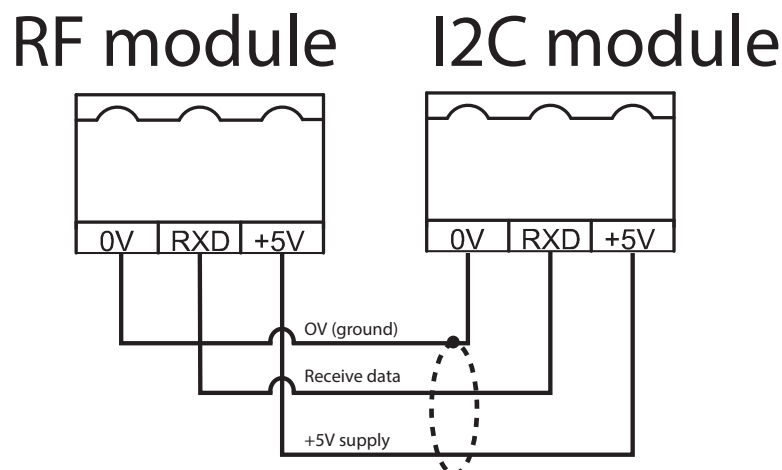 RF module I2C module
0V RXD +5V 0V RXD +5V
OV (ground)
Receive data
+5V supply